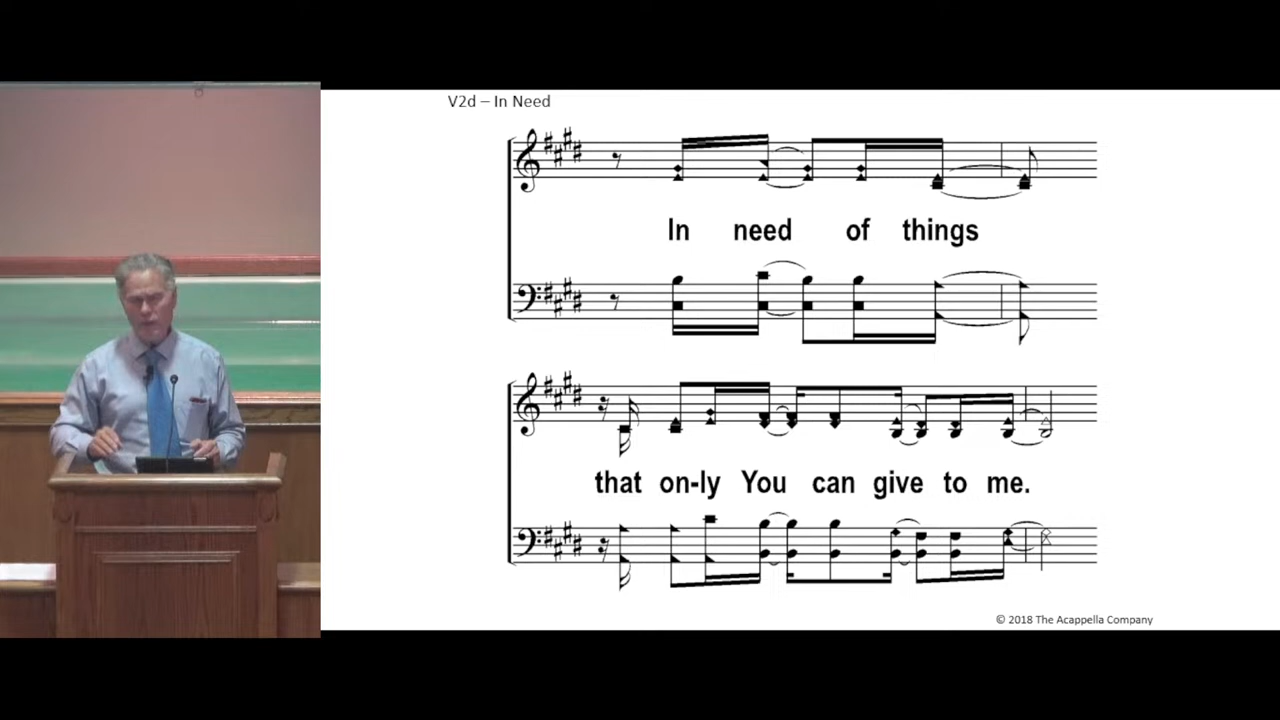 V2d – In Need
In need of things
that on-ly You can give to me.
© 2018 The Acappella Company